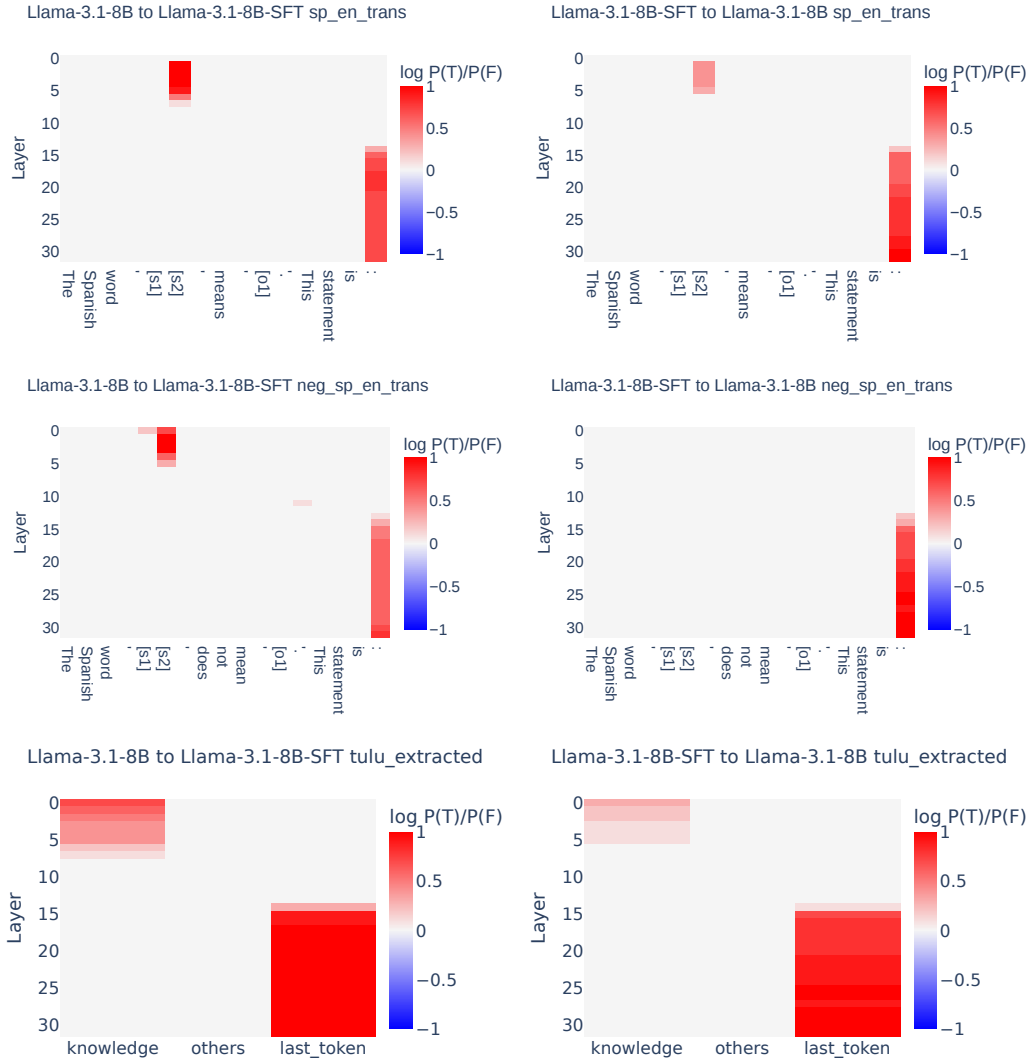 Llama-3.1-8B to Llama-3.1-8B-SFT sp_en_trans
0
5
10
15
20
25
30
Layer
The
Spanish
word
,
[s1]
[s2]
,
means
,
[o1]
.
,
This
statement
is
:
log P(T)/P(F)
1
0.5
0
−0.5
−1
Llama-3.1-8B-SFT to Llama-3.1-8B sp_en_trans
0
5
10
15
20
25
30
Layer
The
Spanish
word
,
[s1]
[s2]
,
means
,
[o1]
.
,
This
statement
is
:
log P(T)/P(F)
1
0.5
0
−0.5
−1
Llama-3.1-8B to Llama-3.1-8B-SFT neg_sp_en_trans
0
5
10
15
20
25
30
Layer
The
Spanish
word
,
[s1]
[s2]
,
does
not
mean
,
[o1]
.
,
This
statement
is
:
log P(T)/P(F)
1
0.5
0
−0.5
−1
Llama-3.1-8B-SFT to Llama-3.1-8B neg_sp_en_trans
0
5
10
15
20
25
30
Layer
The
Spanish
word
,
[s1]
[s2]
,
does
not
mean
,
[o1]
.
,
This
statement
is
:
log P(T)/P(F)
1
0.5
0
−0.5
−1
Llama-3.1-8B to Llama-3.1-8B-SFT tulu_extracted
0
5
10
15
20
25
30
Layer
knowledge others last_token
log P(T)/P(F)
1
0.5
0
−0.5
−1
Llama-3.1-8B-SFT to Llama-3.1-8B tulu_extracted
0
5
10
15
20
25
30
Layer
knowledge others last_token
log P(T)/P(F)
1
0.5
0
−0.5
−1